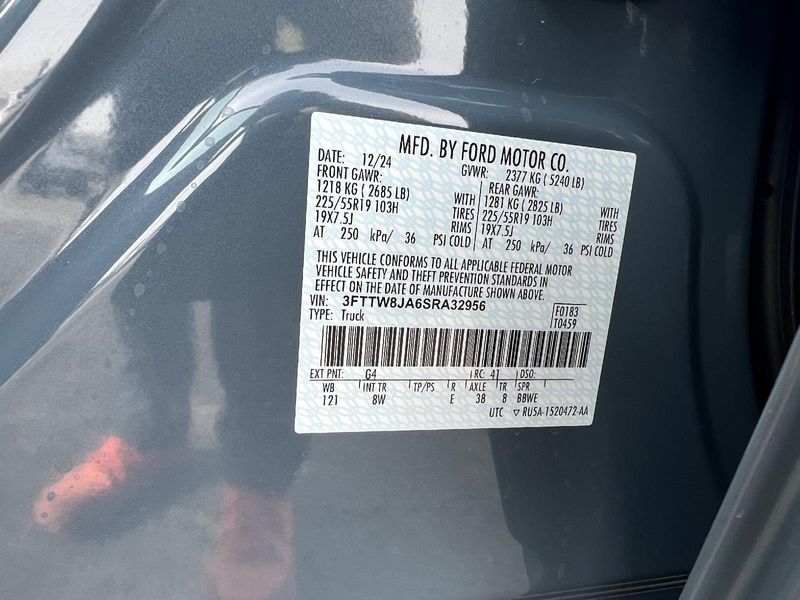 MFD. BY FORD MOTOR CO.
DATE: 12/24 GVWR: 2377 KG ( 5240 LB)
FRONT GAWR: REAR GAWR:
1218 KG ( 2685 LB) WITH 1281 KG ( 2825 LB) WITH
225/55R19 103H TIRES 225/55R19 103H TIRES
19X7.5J RIMS 19X7.5J RIMS
AT 250 kPa/ 36 PSI COLD AT 250 kPa/ 36 PSI COLD
THIS VEHICLE CONFORMS TO ALL APPLICABLE FEDERAL MOTOR
VEHICLE SAFETY AND THEFT PREVENTION STANDARDS IN
EFFECT ON THE DATE OF MANUFACTURE SHOWN ABOVE.
VIN: 3FTTW8JA6SRA32956 F0183
TYPE: Truck T0459
EXT PNT: G4 RC: 41 DSO:
WB INT TR TP/PS R AXLE TR SPR
121 8W E 38 8 BBWE
UTC ▽ RU5A-1520472-AA